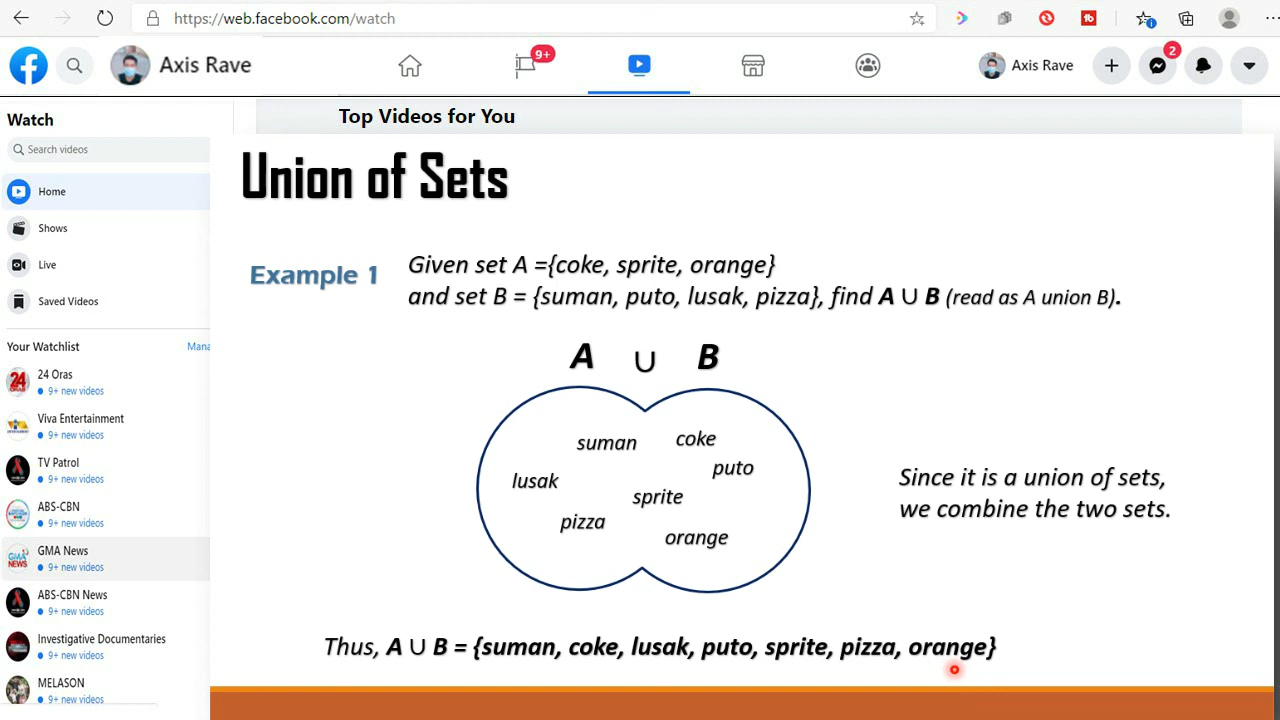 https://web.facebook.com/watch
Axis Rave
9+
Axis Rave
2
Watch
Search videos
Home
Shows
Live
Saved Videos
Your Watchlist
Mana
24 Oras
9+ new videos
Viva Entertainment
9+ new videos
TV Patrol
9+ new videos
ABS-CBN
9+ new videos
GMA News
9+ new videos
ABS-CBN News
9+ new videos
Investigative Documentaries
9+ new videos
MELASON
9+ new videos
Top Videos for You
Union of Sets
Example 1
Given set A ={coke, sprite, orange}
and set B = {suman, puto, lusak, pizza}, find A ∪ B (read as A union B).
A ∪ B
suman
coke
puto
lusak
sprite
pizza
orange
Since it is a union of sets,
we combine the two sets.
Thus, A ∪ B = {suman, coke, lusak, puto, sprite, pizza, orange}